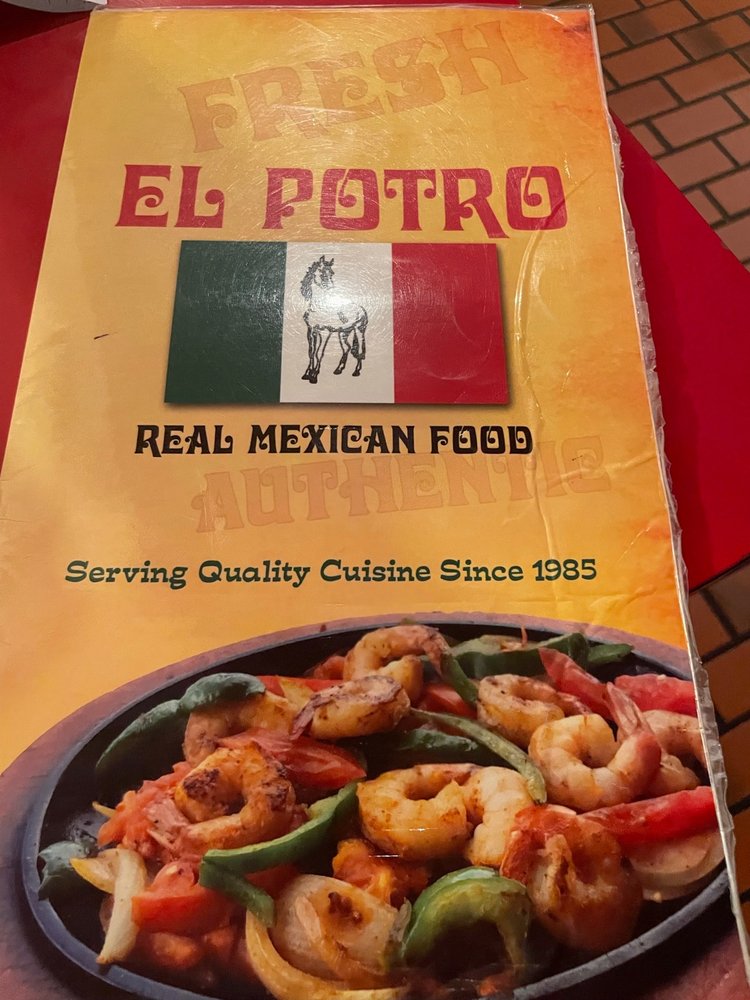 FRESH
EL POTRO
REAL MEXICAN FOOD
AUTHENTIC
Serving Quality Cuisine Since 1985